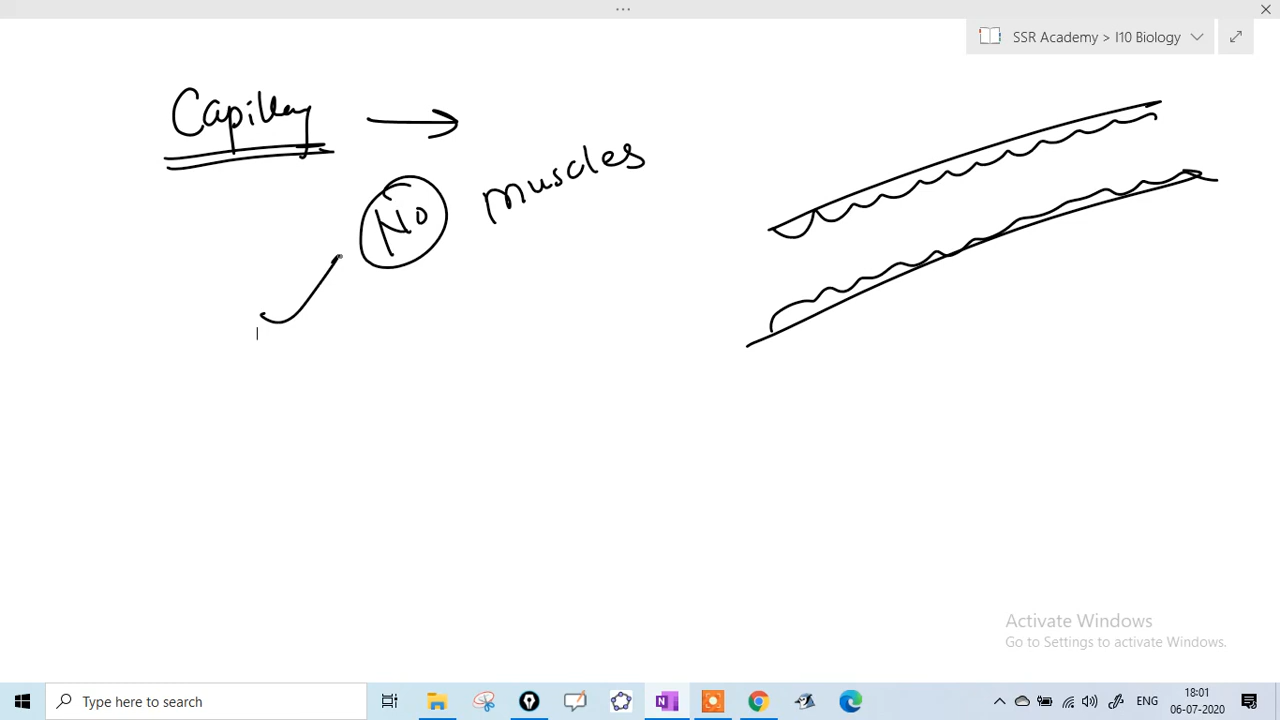 SSR Academy > I10 Biology
Capillary →
No muscles
Activate Windows
Go to Settings to activate Windows.
Type here to search
ENG
18:01
06-07-2020